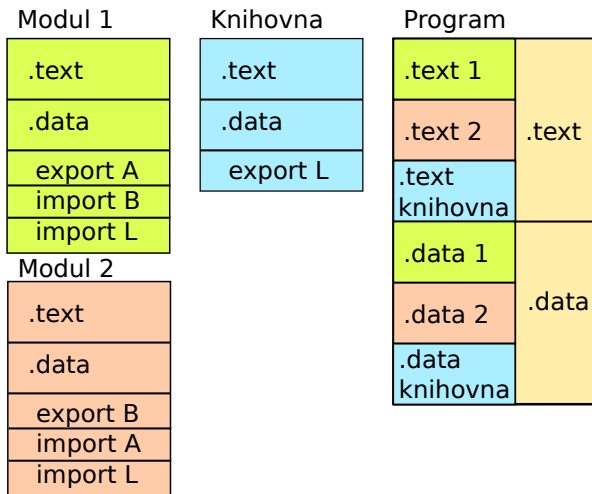 Modul 1
.text
.data
export A
import B
import L
Modul 2
.text
.data
export B
import A
import L
Knihovna
.text
.data
export L
Program
.text 1
.text 2
.text
knihovna
.text
.data 1
.data 2
.data
knihovna
.data